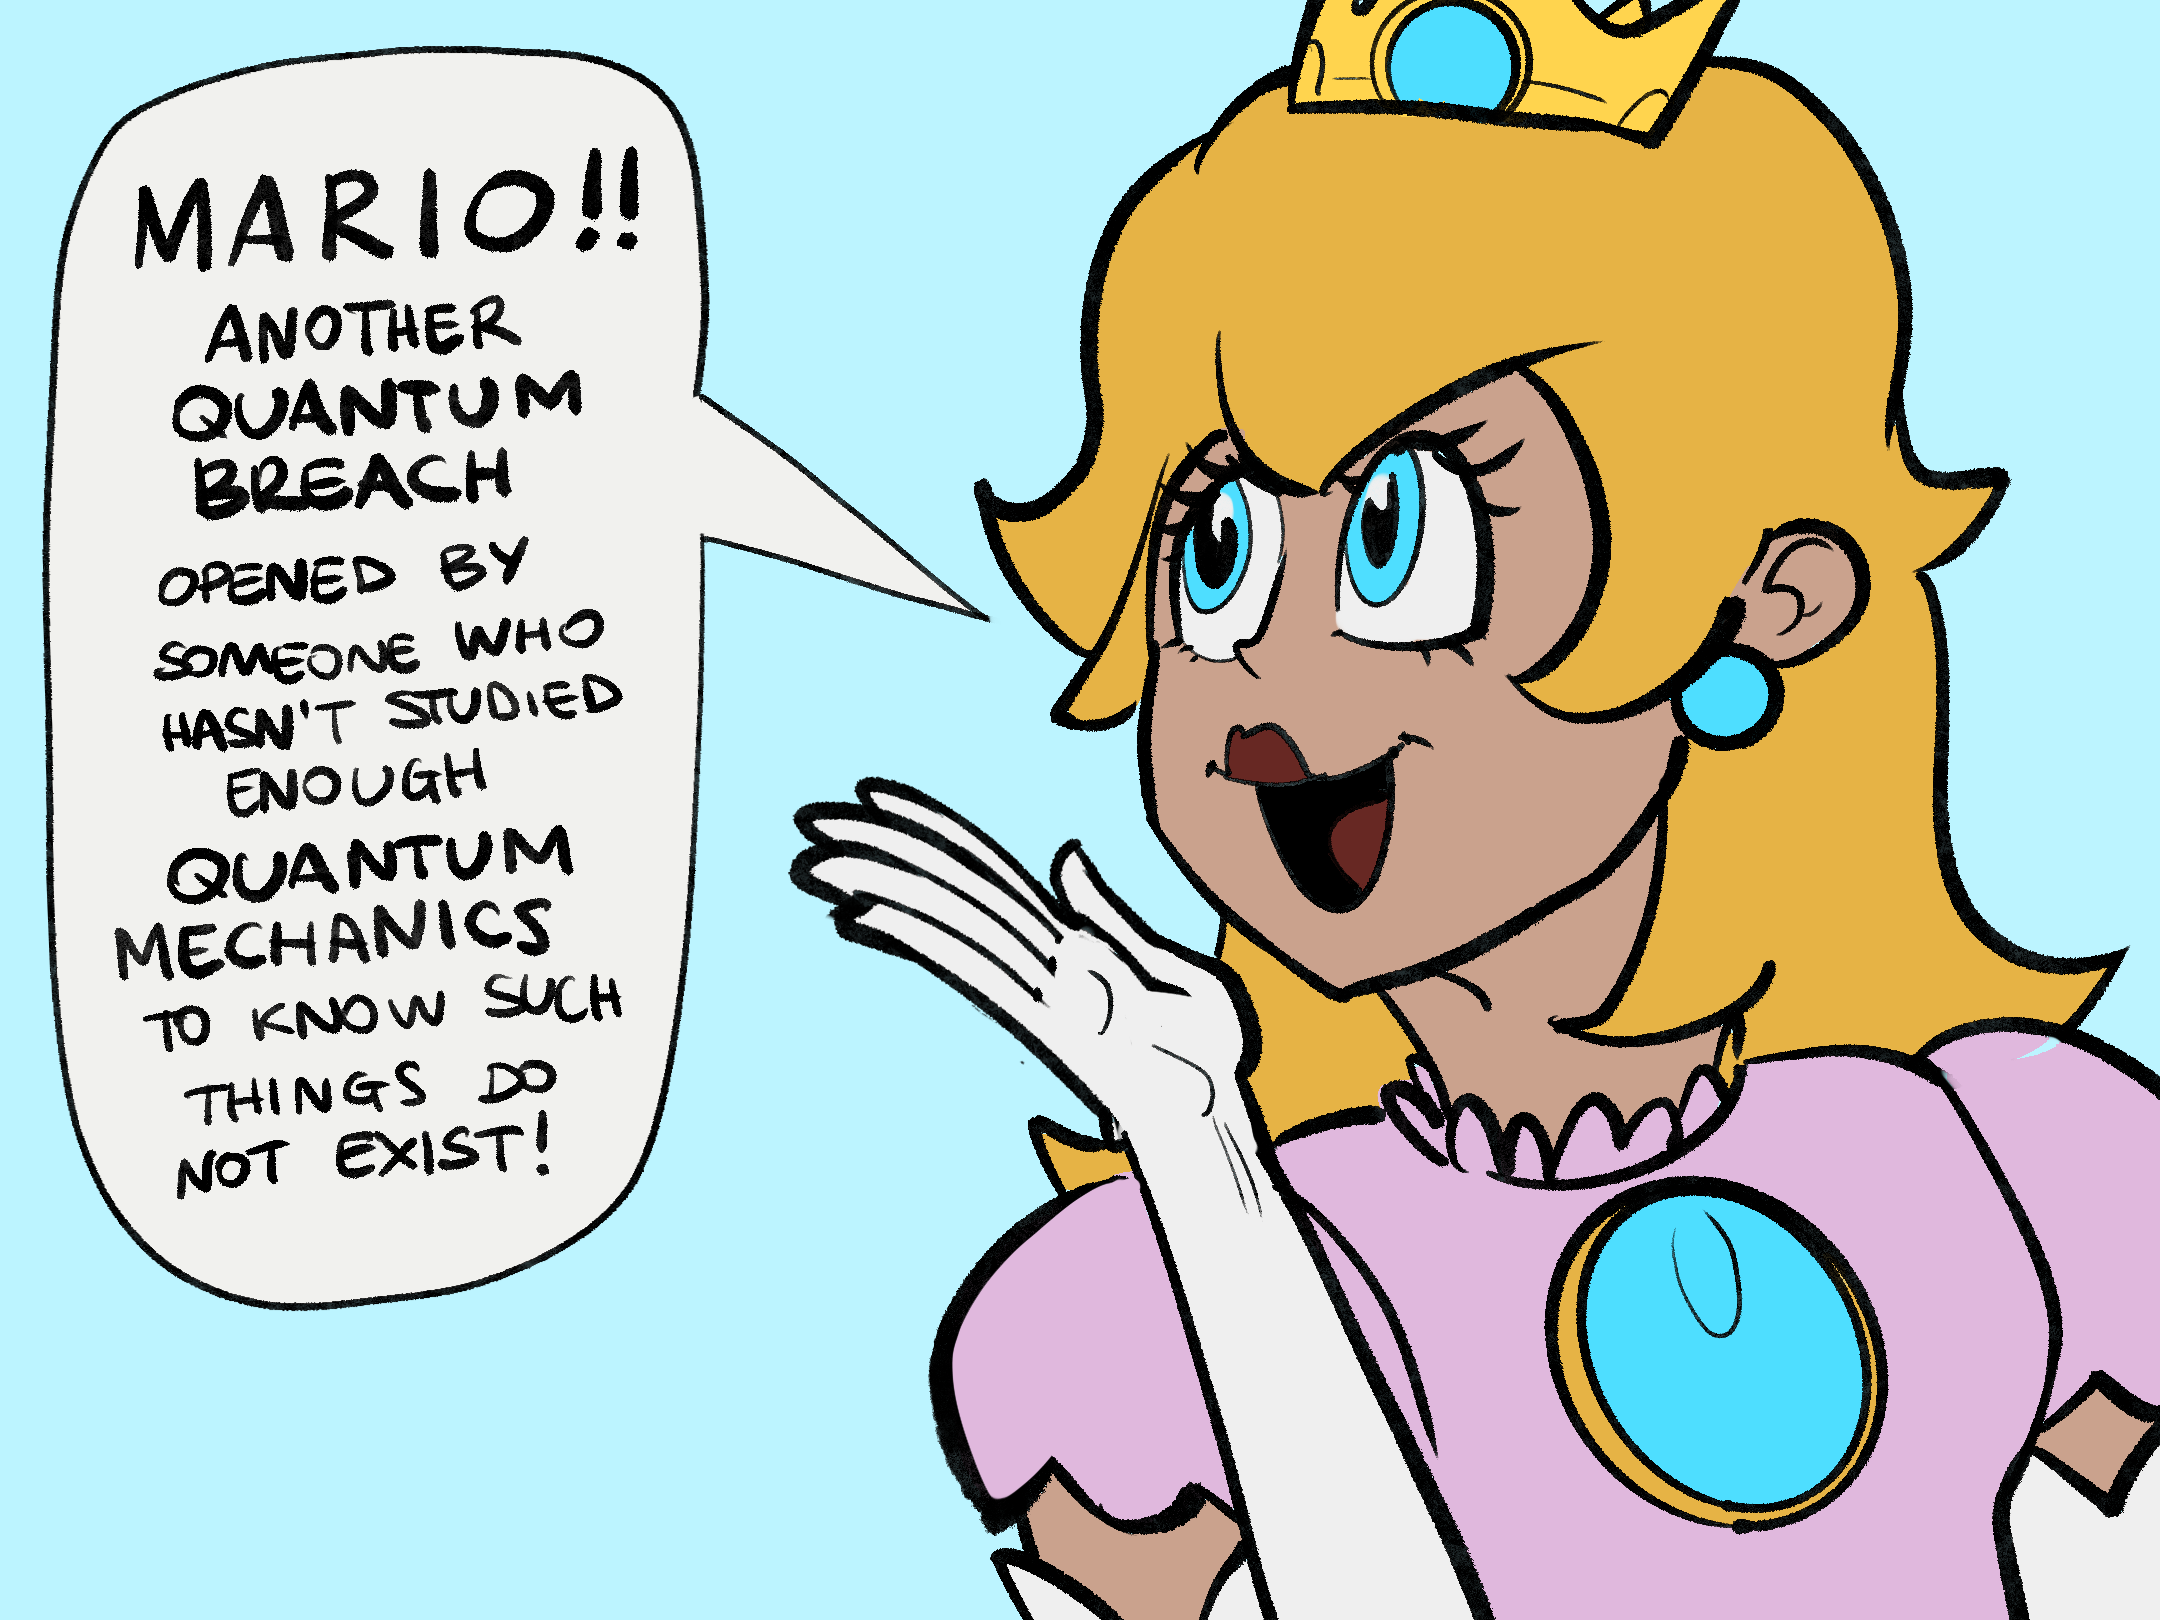 MARIO!!
ANOTHER
QUANTUM
BREACH
OPENED BY
SOMEONE WHO
HASN'T STUDIED
ENOUGH
QUANTUM
MECHANICS
TO KNOW SUCH
THINGS DO
NOT EXIST!